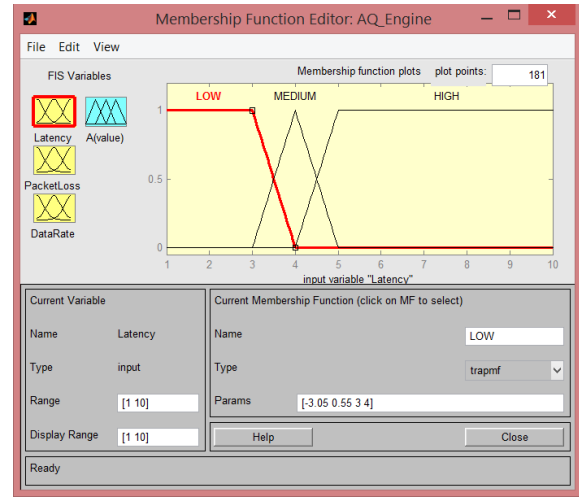 Membership Function Editor: AQ_Engine
File Edit View
FIS Variables
Membership function plots plot points: 181
LOW MEDIUM HIGH
1
0.5
0
Latency A(value)
PacketLoss
DataRate
1 2 3 4 5 6 7 8 9 10
input variable "Latency"
Current Variable
Name Latency
Type input
Range [1 10]
Display Range [1 10]
Current Membership Function (click on MF to select)
Name LOW
Type trapmf
Params [-3.05 0.55 3 4]
Help Close
Ready